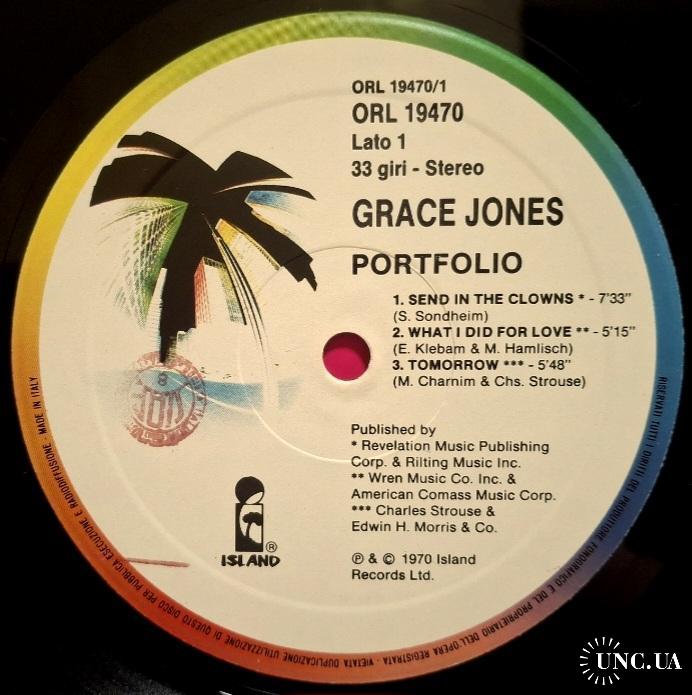 ORL 19470/1
ORL 19470
Lato 1
33 giri - Stereo
GRACE JONES
PORTFOLIO
1. SEND IN THE CLOWNS * - 7'33"
(S. Sondheim)
2. WHAT I DID FOR LOVE ** - 5'15"
(E. Klebam & M. Hamlisch)
3. TOMORROW *** - 5'48"
(M. Charnim & Chs. Strouse)
Published by
* Revelation Music Publishing
Corp. & Rilting Music Inc.
** Wren Music Co. Inc. &
American Comass Music Corp.
*** Charles Strouse &
Edwin H. Morris & Co.
℗ & © 1970 Island
Records Ltd.
ISLAND ®
8
RISERVATI TUTTI I DIRITTI DEL PRODUTTORE FONOGRAFICO E DEL PROPRIETARIO DELL'OPERA REGISTRATA - VIETATA DUPLICAZIONE UTILIZZAZIONE DI QUESTO DISCO PER PUBBLICA ESECUZIONE E RADIODIFFUSIONE - MADE IN ITALY
UNC.UA